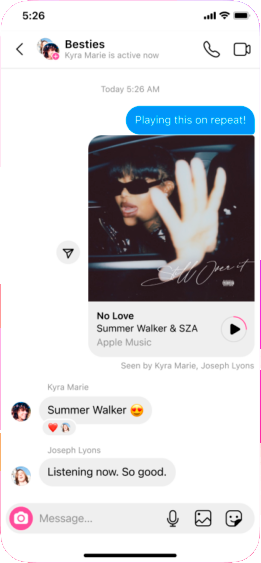 5:26
Besties
Kyra Marie is active now
Today 5:26 AM
Playing this on repeat!
Still Over it
No Love
Summer Walker & SZA
Apple Music
Seen by Kyra Marie, Joseph Lyons
Kyra Marie
Summer Walker 😍
❤️
Joseph Lyons
Listening now. So good.
Message...